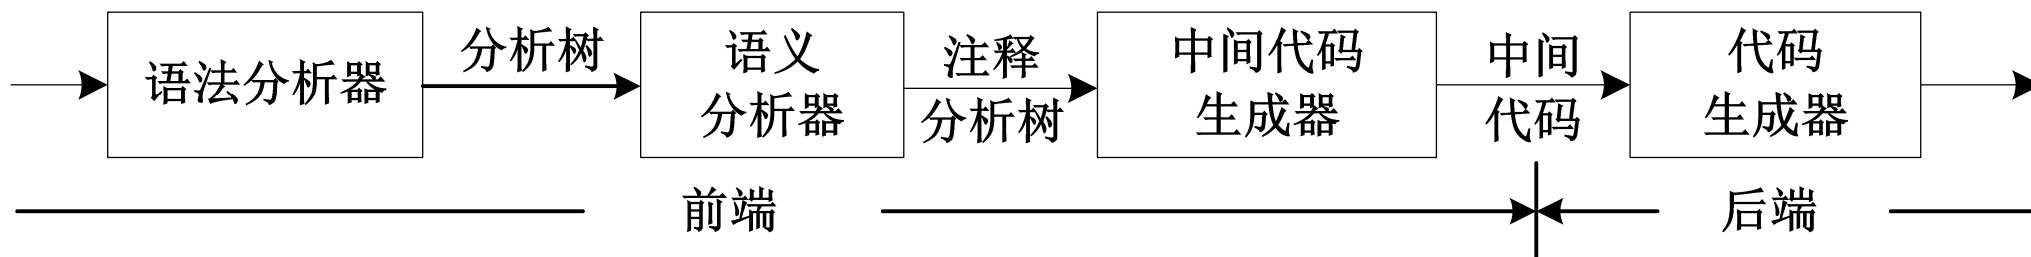 语法分析器
分析树
语义
分析器
注释
分析树
中间代码
生成器
中间
代码
代码
生成器
前端
后端